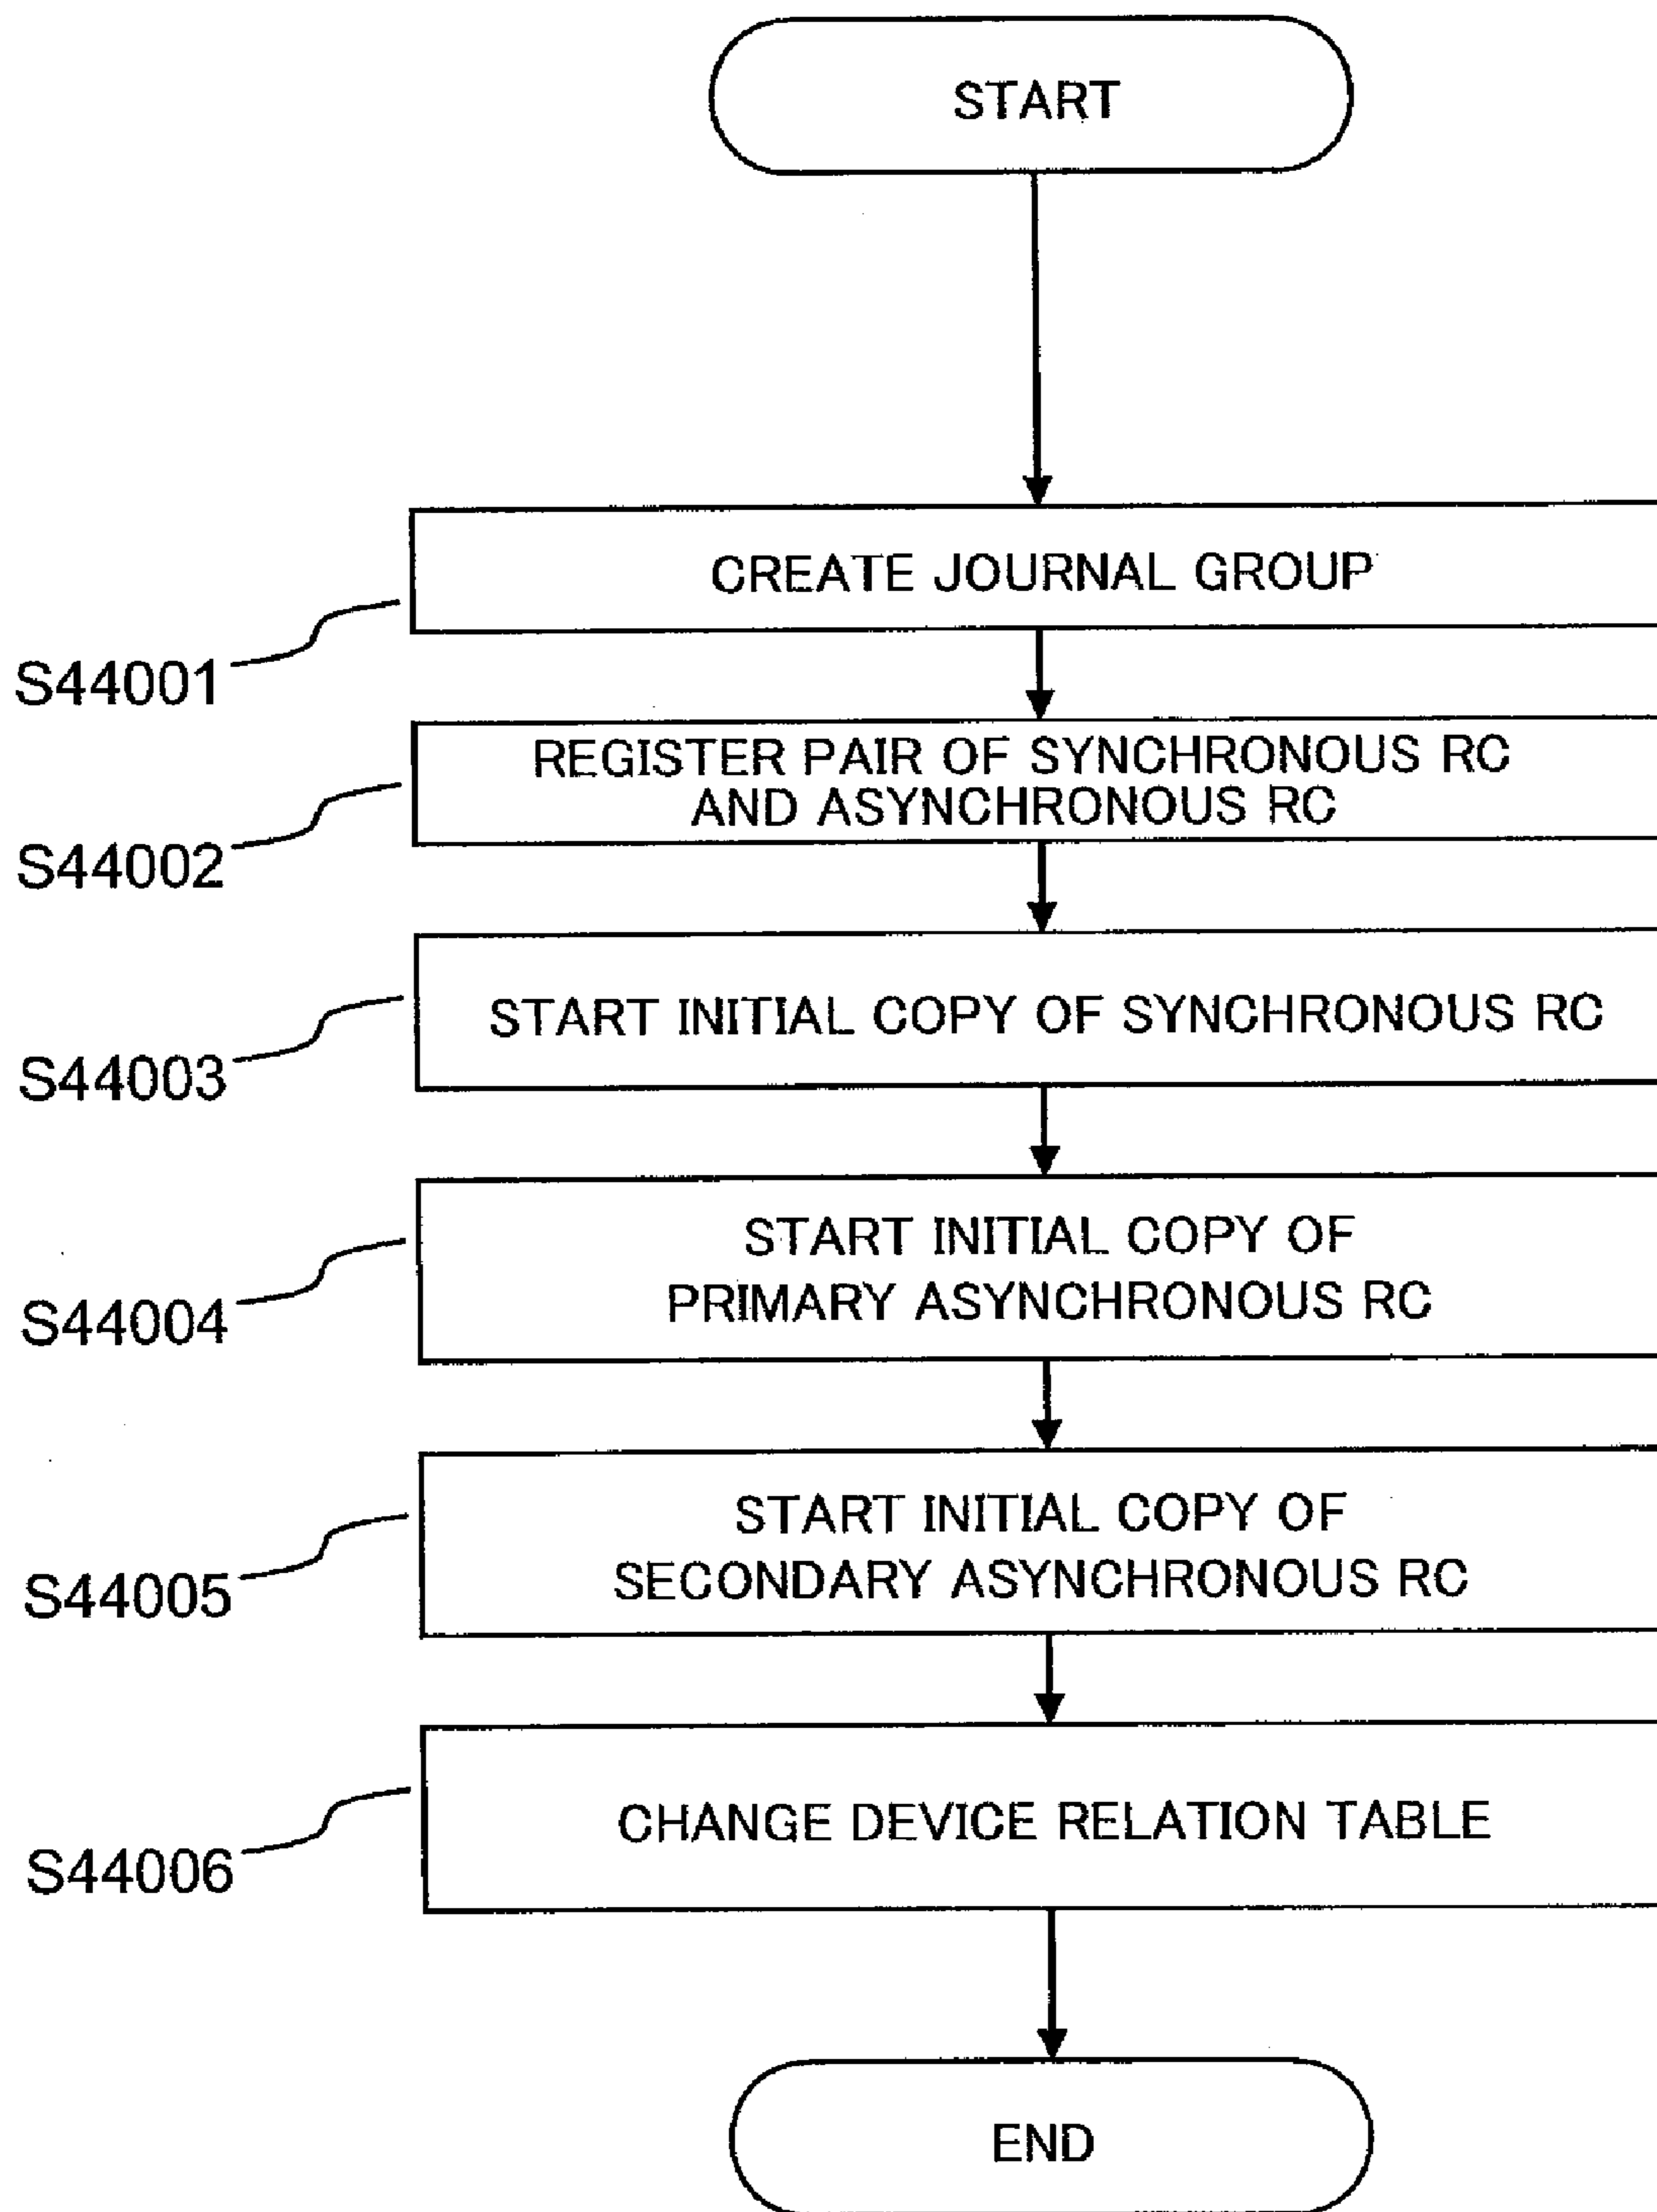 START
CREATE JOURNAL GROUP
S44001
REGISTER PAIR OF SYNCHRONOUS RC
AND ASYNCHRONOUS RC
S44002
START INITIAL COPY OF SYNCHRONOUS RC
S44003
START INITIAL COPY OF
PRIMARY ASYNCHRONOUS RC
S44004
START INITIAL COPY OF
SECONDARY ASYNCHRONOUS RC
S44005
CHANGE DEVICE RELATION TABLE
S44006
END